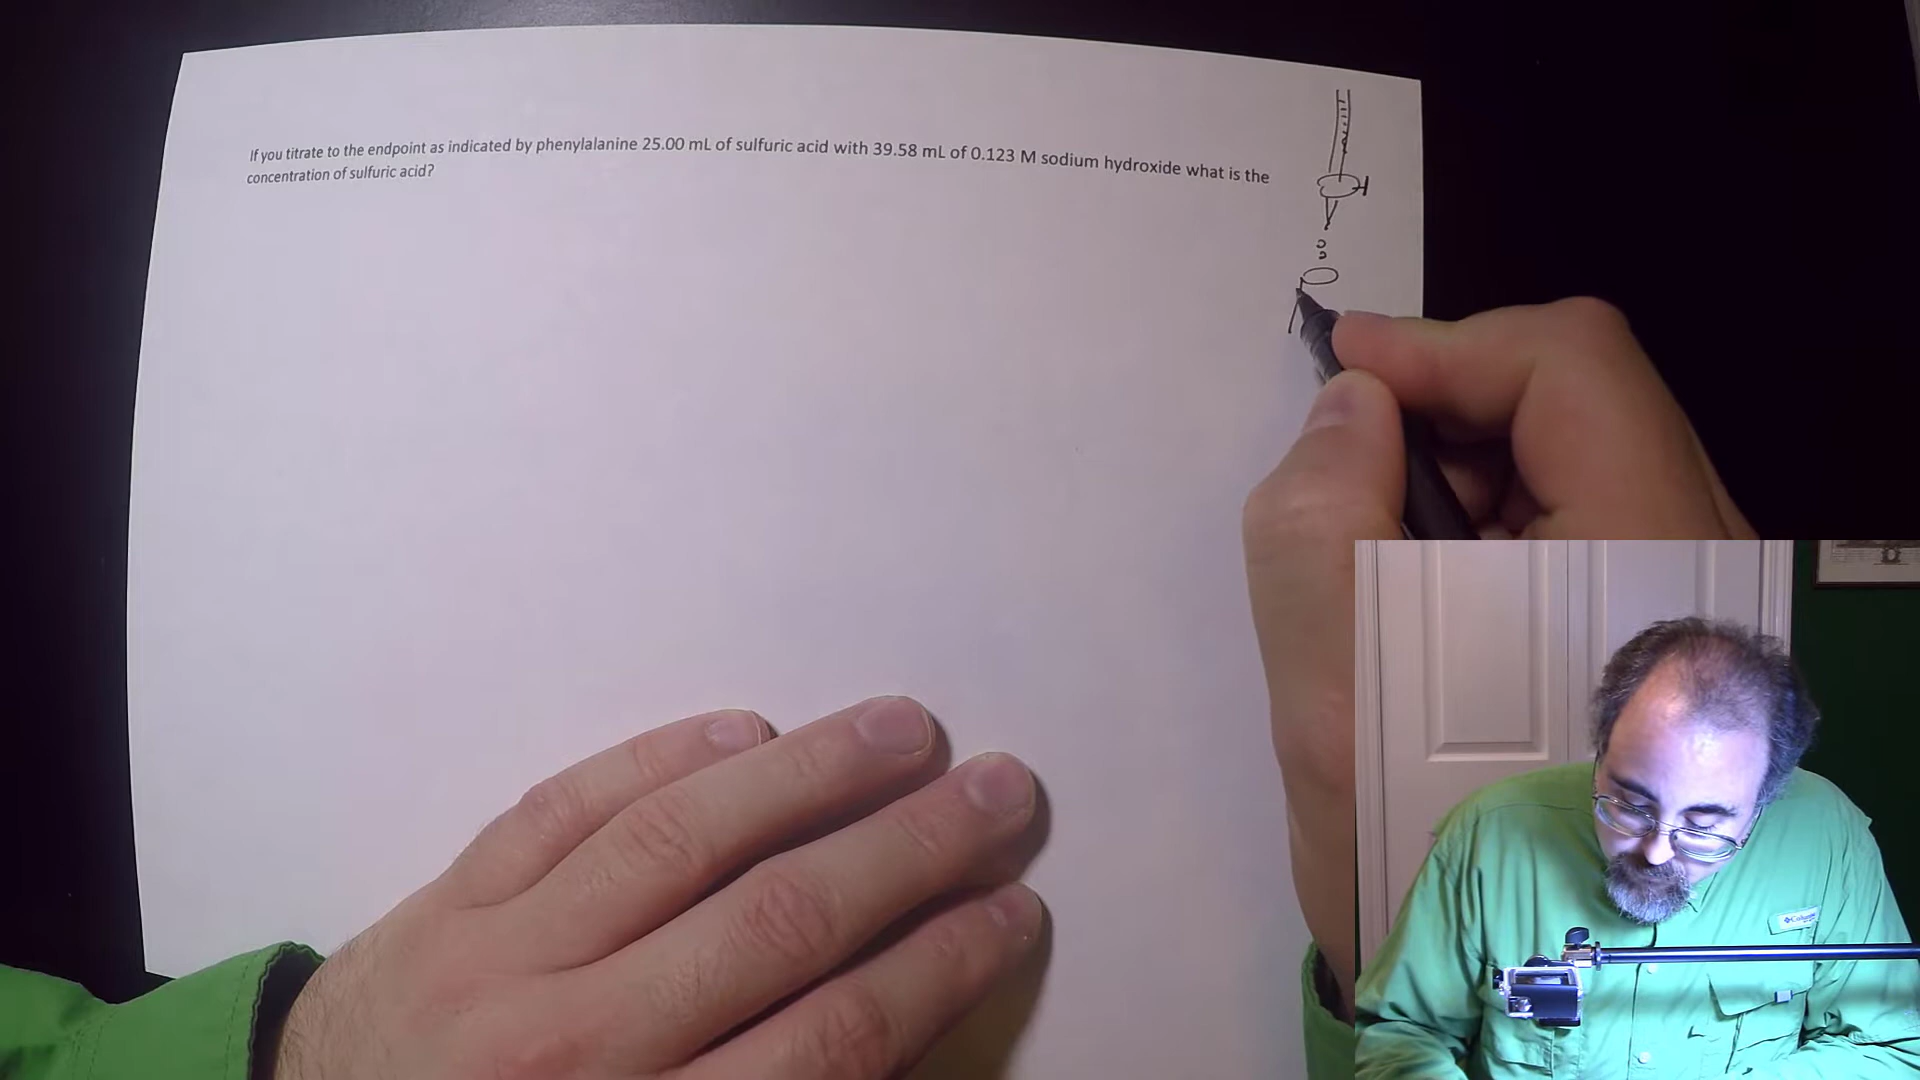 If you titrate to the endpoint as indicated by phenylalanine 25.00 mL of sulfuric acid with 39.58 mL of 0.123 M sodium hydroxide what is the
concentration of sulfuric acid?
Columbia